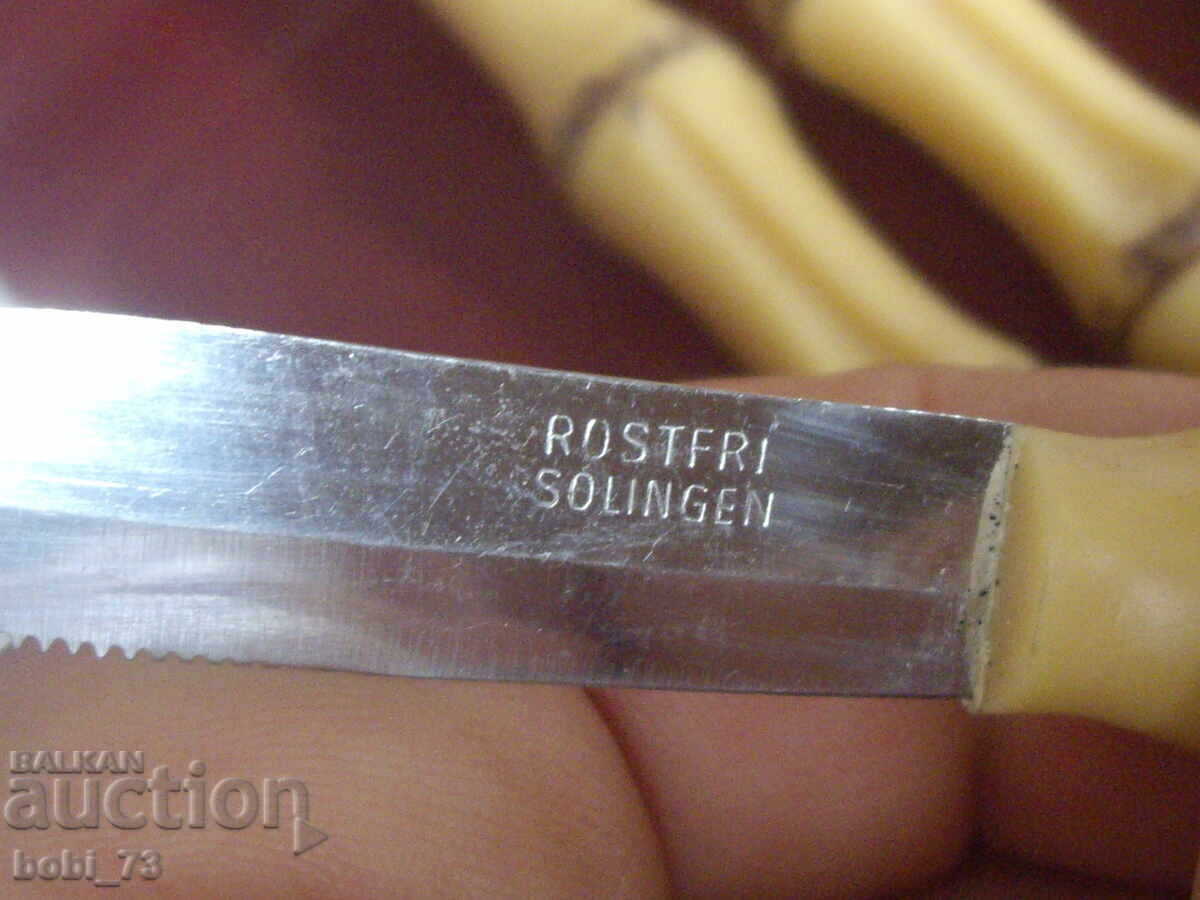 ROSTFRI
SOLINGEN
BALKAN
auction
bobi_73